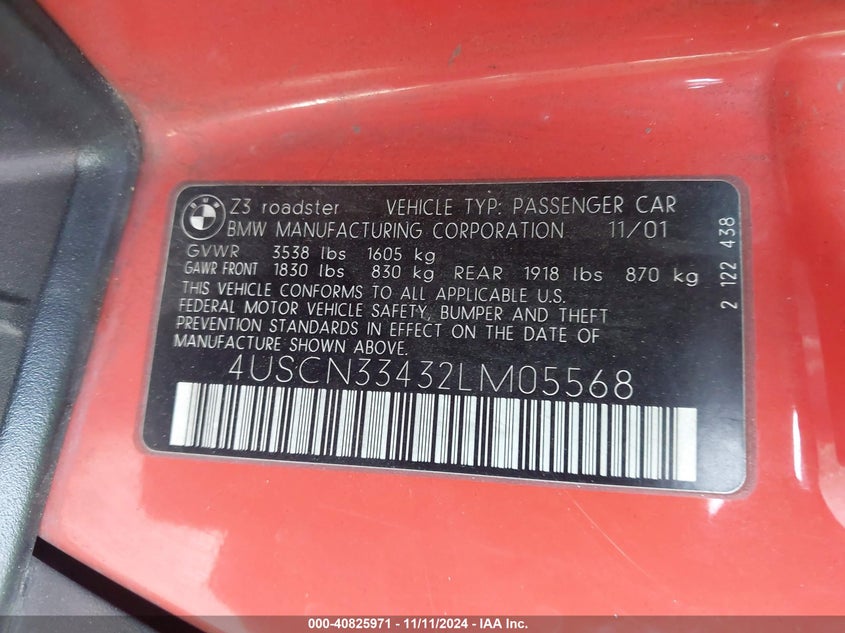 BMW Z3 roadster VEHICLE TYP: PASSENGER CAR
BMW MANUFACTURING CORPORATION 11/01
GVWR 3538 lbs 1605 kg
GAWR FRONT 1830 lbs 830 kg REAR 1918 lbs 870 kg
THIS VEHICLE CONFORMS TO ALL APPLICABLE U.S.
FEDERAL MOTOR VEHICLE SAFETY, BUMPER AND THEFT
PREVENTION STANDARDS IN EFFECT ON THE DATE OF
MANUFACTURE SHOWN ABOVE.
4USCN33432LM05568
2 122 438
000-40825971 - 11/11/2024 - IAA Inc.